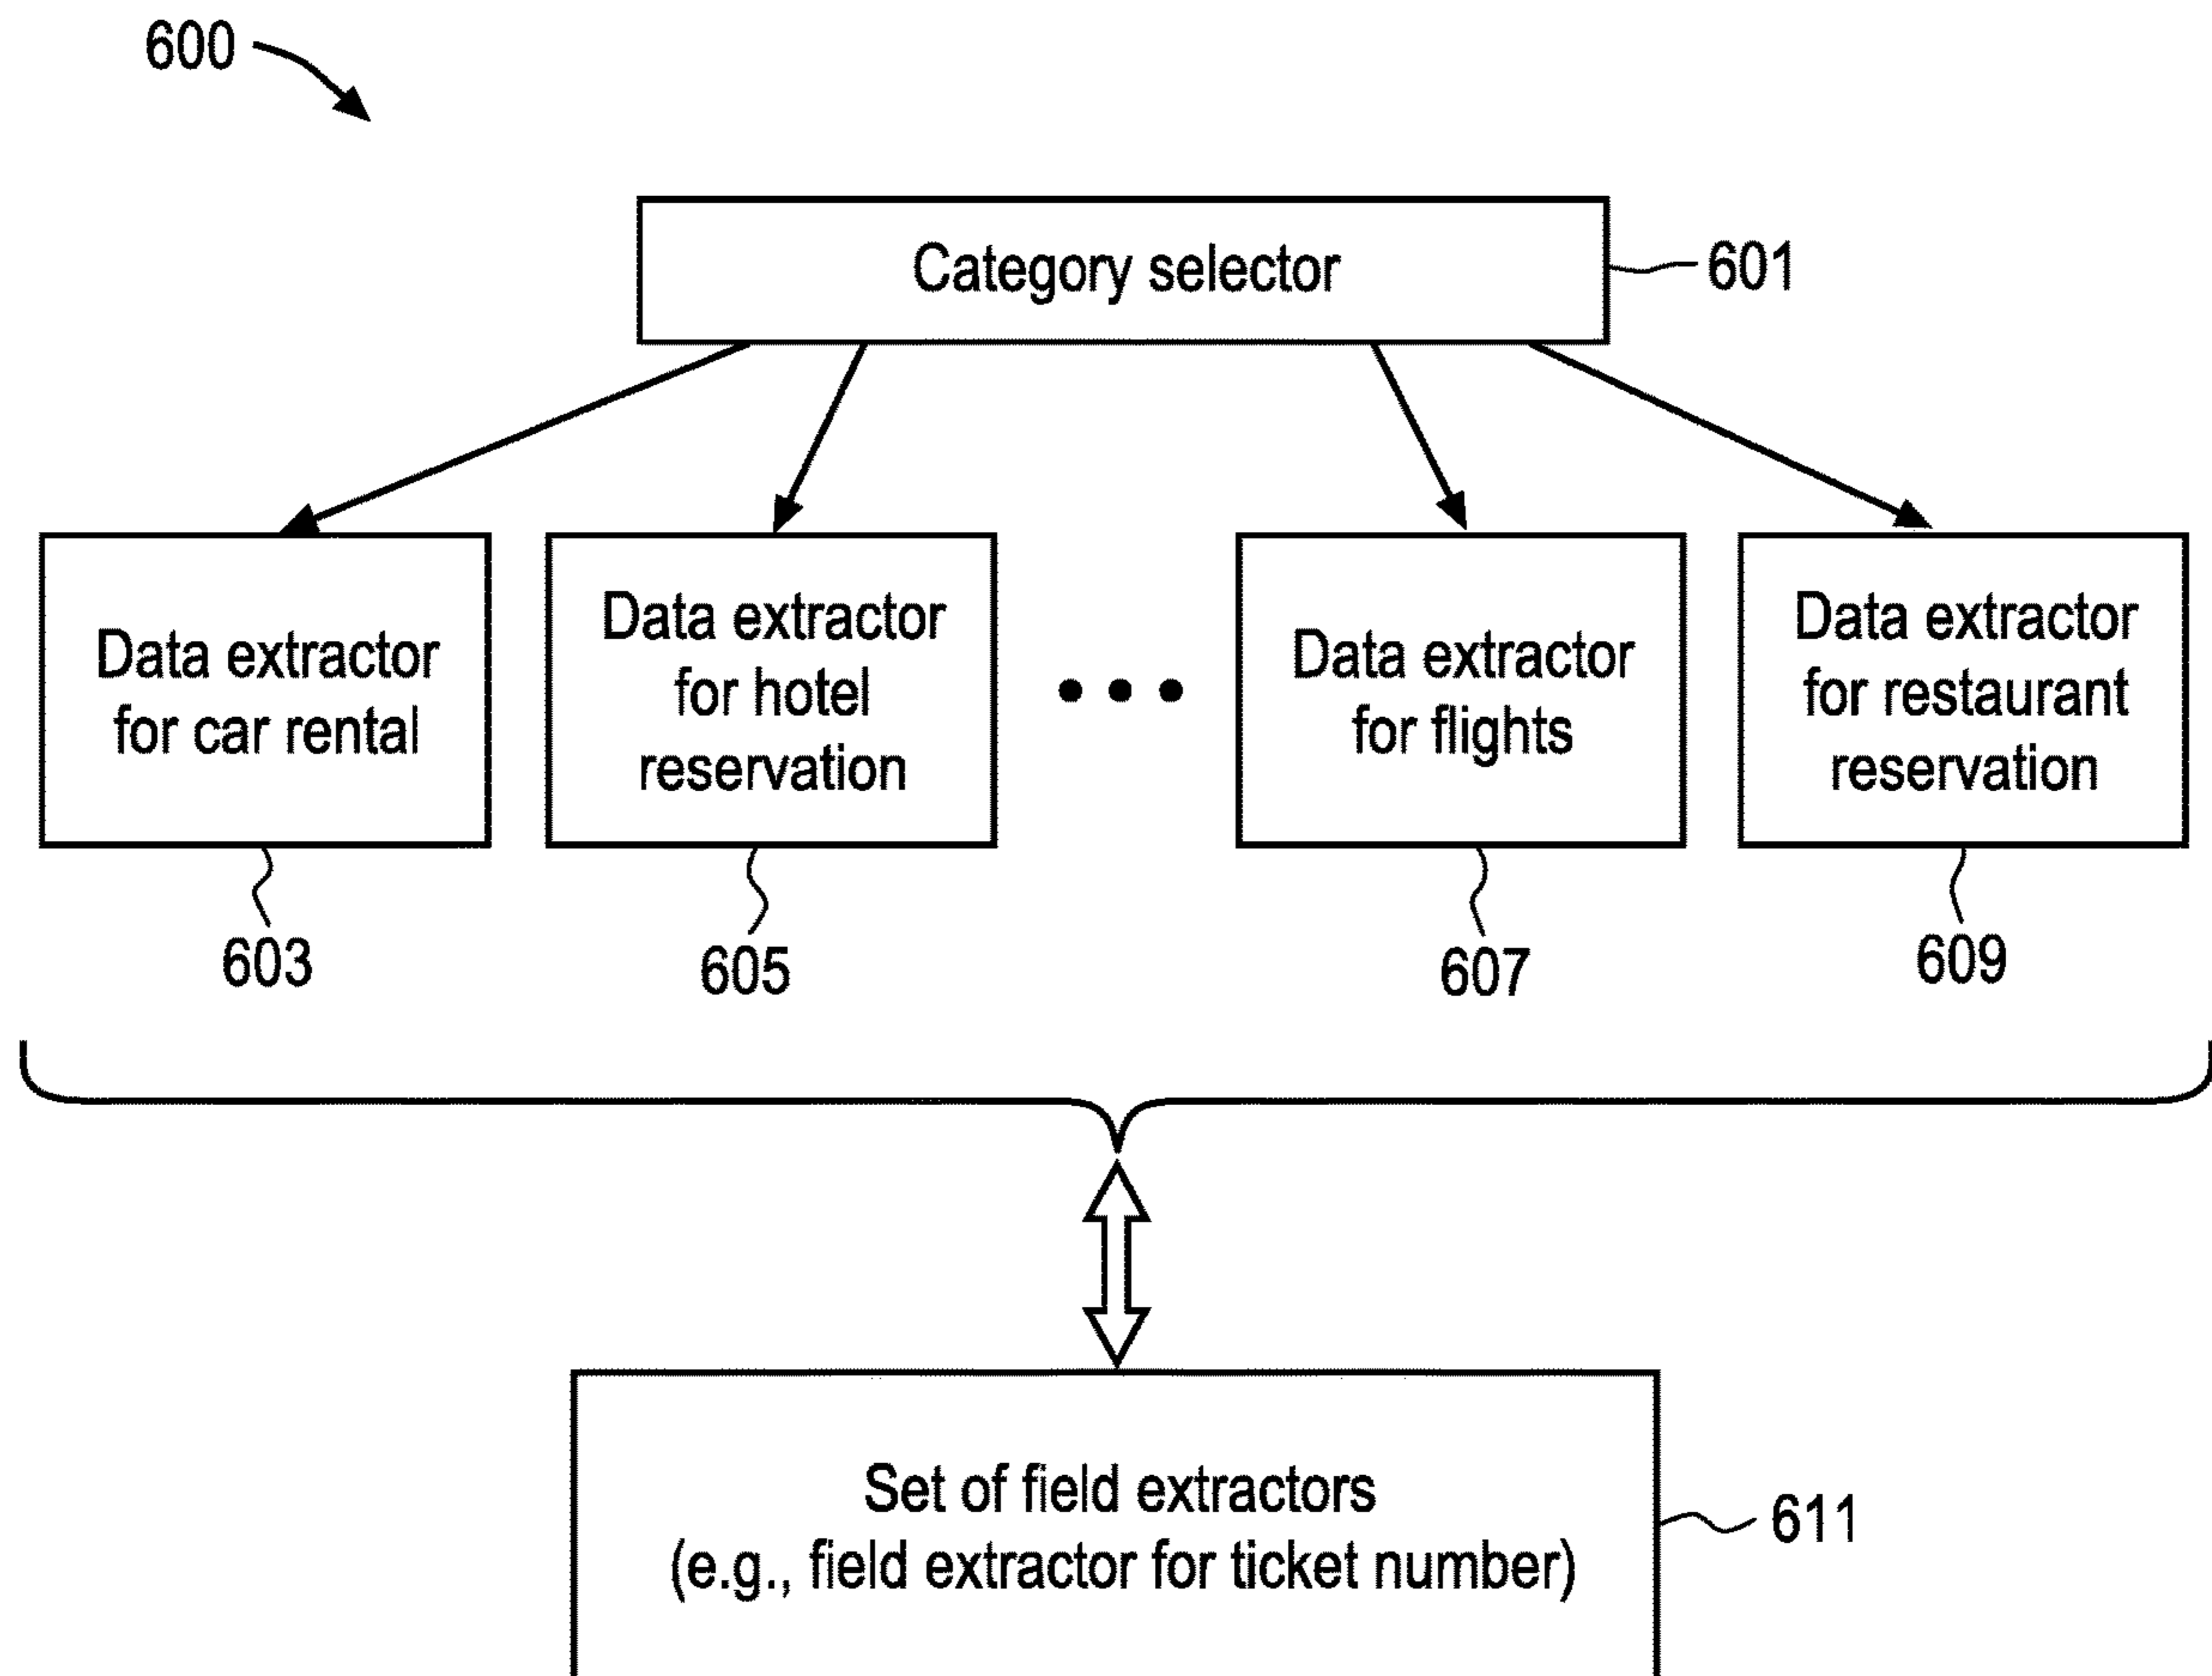 600
Category selector
601
Data extractor
for car rental
Data extractor
for hotel
reservation
Data extractor
for flights
Data extractor
for restaurant
reservation
603
605
607
609
Set of field extractors
(e.g., field extractor for ticket number)
611